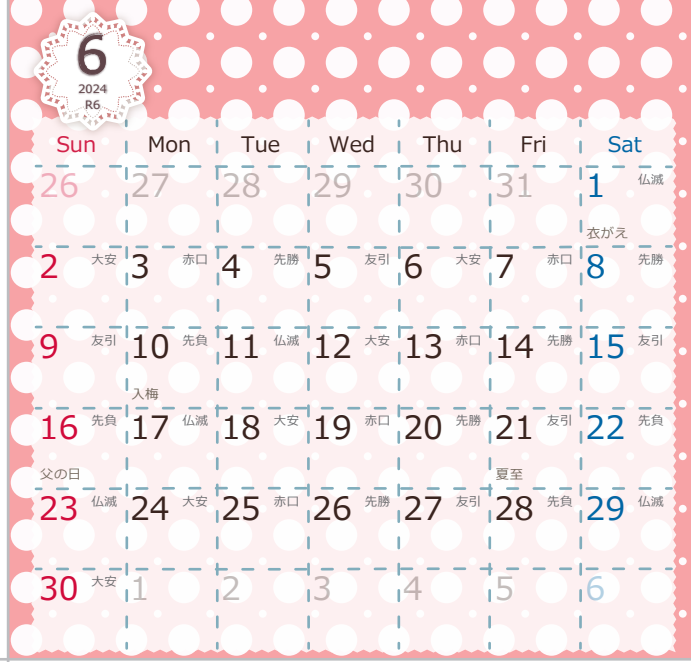 6
2024
R6
Sun Mon Tue Wed Thu Fri Sat
26 27 28 29 30 31 1 仏滅
衣がえ
2 大安 3 赤口 4 先勝 5 友引 6 大安 7 赤口 8 先勝
9 友引 10 先負 11 仏滅 12 大安 13 赤口 14 先勝 15 友引
入梅
16 先負 17 仏滅 18 大安 19 赤口 20 先勝 21 友引 22 先負
父の日 夏至
23 仏滅 24 大安 25 赤口 26 先勝 27 友引 28 先負 29 仏滅
30 大安 1 2 3 4 5 6